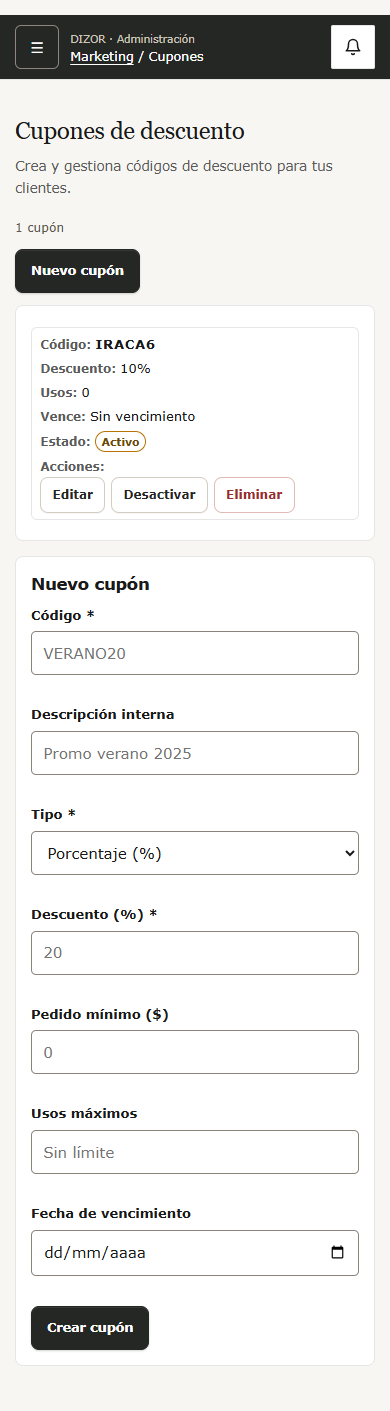 ☰
DIZOR · Administración
Marketing / Cupones
Cupones de descuento
Crea y gestiona códigos de descuento para tus
clientes.
1 cupón
Nuevo cupón
Código: IRACA6
Descuento: 10%
Usos: 0
Vence: Sin vencimiento
Estado: Activo
Acciones:
Editar Desactivar Eliminar
Nuevo cupón
Código *
VERANO20
Descripción interna
Promo verano 2025
Tipo *
Porcentaje (%)
Descuento (%) *
20
Pedido mínimo ($)
0
Usos máximos
Sin límite
Fecha de vencimiento
dd/mm/aaaa
Crear cupón